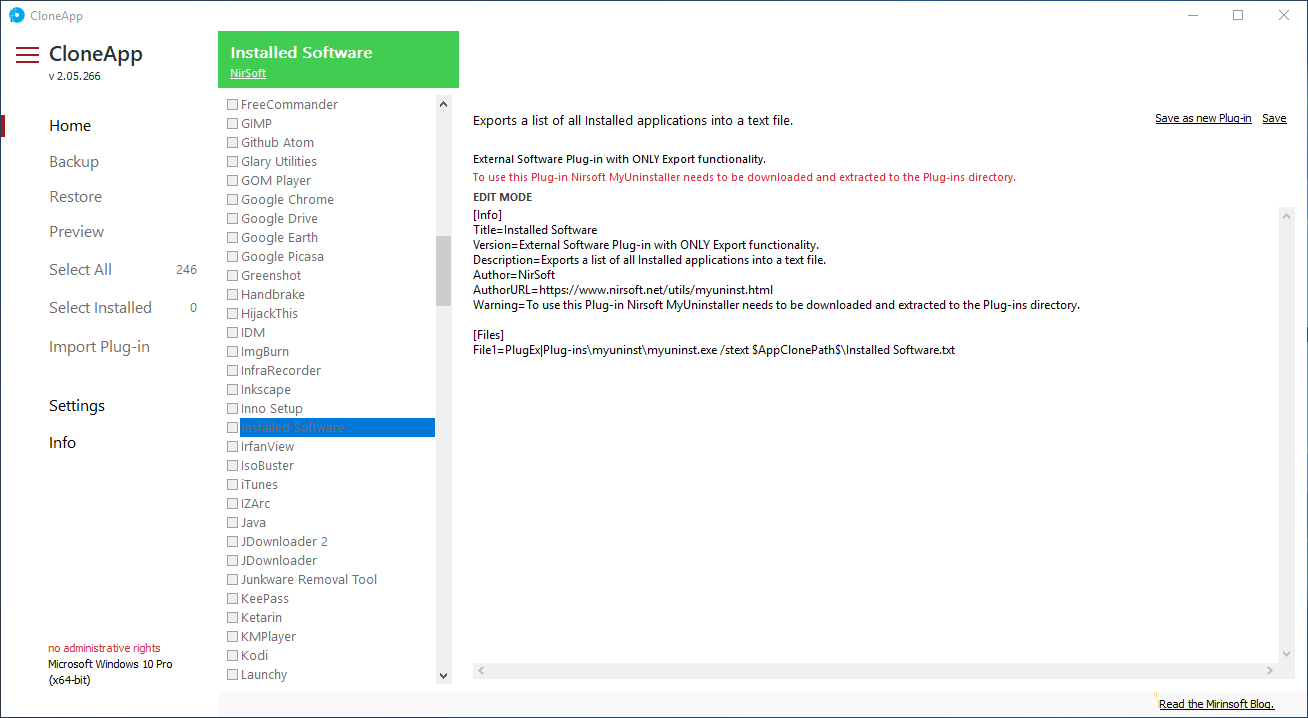 CloneApp
CloneApp
v 2.05.266
Home
Backup
Restore
Preview
Select All 246
Select Installed 0
Import Plug-in
Settings
Info
no administrative rights
Microsoft Windows 10 Pro
(x64-bit)
Installed Software
NirSoft
FreeCommander
GIMP
Github Atom
Glary Utilities
GOM Player
Google Chrome
Google Drive
Google Earth
Google Picasa
Greenshot
Handbrake
HijackThis
IDM
ImgBurn
InfraRecorder
Inkscape
Inno Setup
Installed Software
IrfanView
IsoBuster
iTunes
IZArc
Java
JDownloader 2
JDownloader
Junkware Removal Tool
KeePass
Ketarin
KMPlayer
Kodi
Launchy
Exports a list of all Installed applications into a text file.
Save as new Plug-in Save
External Software Plug-in with ONLY Export functionality.
To use this Plug-in Nirsoft MyUninstaller needs to be downloaded and extracted to the Plug-ins directory.
EDIT MODE
[Info]
Title=Installed Software
Version=External Software Plug-in with ONLY Export functionality.
Description=Exports a list of all Installed applications into a text file.
Author=NirSoft
AuthorURL=https://www.nirsoft.net/utils/myuninst.html
Warning=To use this Plug-in Nirsoft MyUninstaller needs to be downloaded and extracted to the Plug-ins directory.
[Files]
File1=PlugEx|Plug-ins\myuninst\myuninst.exe /stext $AppClonePath$\Installed Software.txt
Read the Mirinsoft Blog.